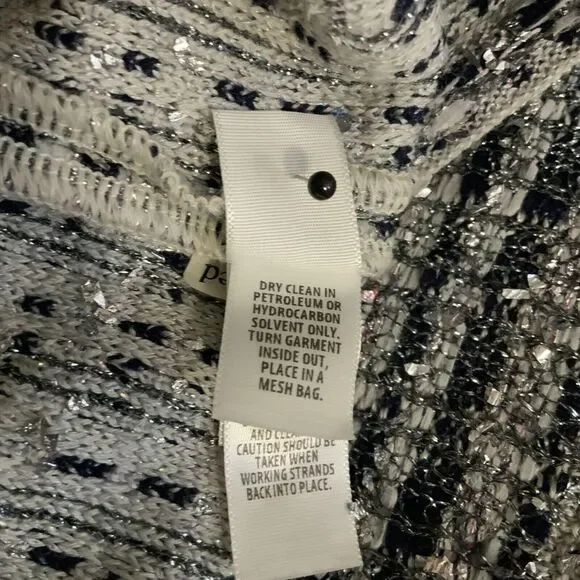 DRY CLEAN IN
PETROLEUM OR
HYDROCARBON
SOLVENT ONLY.
TURN GARMENT
INSIDE OUT,
PLACE IN A
MESH BAG.
CAUTION SHOULD BE
TAKEN WHEN
WORKING STRANDS
BACK INTO PLACE.